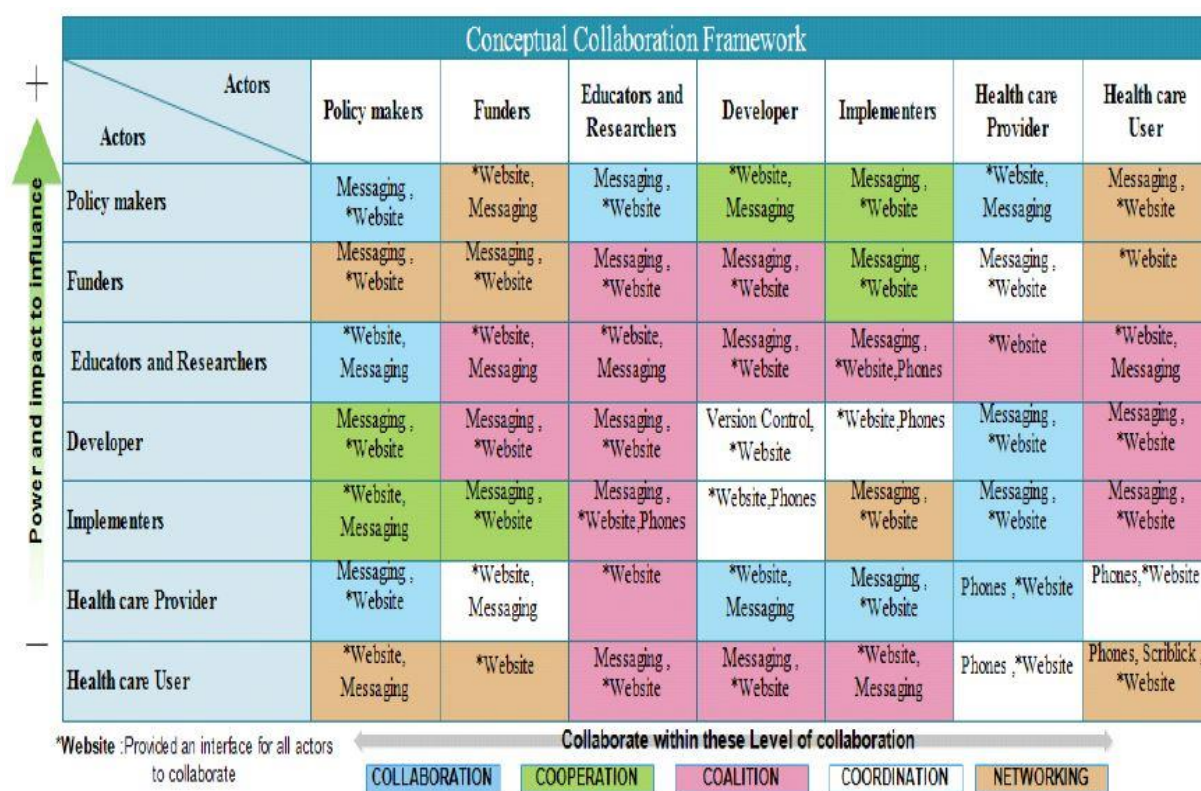 Conceptual Collaboration Framework
Actors
Actors
Policy makers
Funders
Educators and
Researchers
Developer
Implementers
Health care
Provider
Health care
User
Policy makers
Messaging ,
*Website
*Website,
Messaging
Messaging ,
*Website
*Website,
Messaging
Messaging ,
*Website
*Website,
Messaging
Messaging ,
*Website
Funders
Messaging ,
*Website
Messaging ,
*Website
Messaging ,
*Website
Messaging ,
*Website
Messaging ,
*Website
Messaging ,
*Website
*Website
Educators and Researchers
*Website,
Messaging
*Website,
Messaging
*Website,
Messaging
Messaging ,
*Website
Messaging ,
*Website,Phones
*Website
*Website,
Messaging
Developer
Messaging ,
*Website
Messaging ,
*Website
Messaging ,
*Website
Version Control,
*Website
*Website,Phones
Messaging ,
*Website
Messaging ,
*Website
Implementers
*Website,
Messaging
Messaging ,
*Website
Messaging ,
*Website,Phones
*Website,Phones
Messaging ,
*Website
Messaging ,
*Website
Messaging ,
*Website
Health care Provider
Messaging ,
*Website
*Website,
Messaging
*Website
*Website,
Messaging
Messaging ,
*Website
Phones ,*Website
Phones,*Website
Health care User
*Website,
Messaging
*Website
Messaging ,
*Website
Messaging ,
*Website
*Website,
Messaging
Phones ,*Website
Phones, Scriblick ,
*Website
+
Power and impact to influance
−
*Website :Provided an interface for all actors
to collaborate
Collaborate within these Level of collaboration
COLLABORATION
COOPERATION
COALITION
COORDINATION
NETWORKING